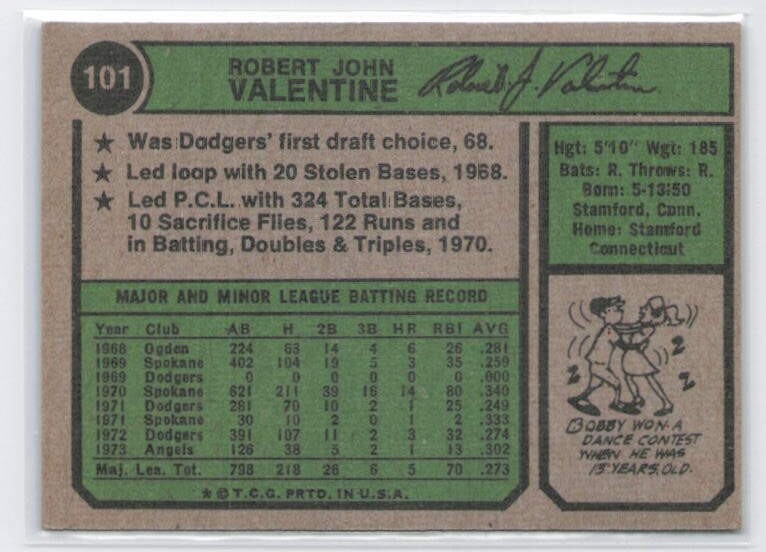 101
ROBERT JOHN
VALENTINE
Robert J. Valentine
★ Was Dodgers' first draft choice, 68.
★ Led loop with 20 Stolen Bases, 1968.
★ Led P.C.L. with 324 Total Bases,
10 Sacrifice Flies, 122 Runs and
in Batting, Doubles & Triples, 1970.
Hgt: 5'10" Wgt: 185
Bats: R. Throws: R.
Born: 5-13-50
Stamford, Conn.
Home: Stamford
Connecticut
MAJOR AND MINOR LEAGUE BATTING RECORD
Year Club AB H 2B 3B HR RBI AVG
1968 Ogden 224 63 14 4 6 26 .281
1969 Spokane 402 104 19 5 3 35 .259
1969 Dodgers 0 0 0 0 0 0 .000
1970 Spokane 621 211 39 16 14 80 .340
1971 Dodgers 281 70 10 2 1 25 .249
1971 Spokane 30 10 2 0 1 2 .333
1972 Dodgers 391 107 11 2 3 32 .274
1973 Angels 126 38 5 2 1 13 .302
Maj. Lea. Tot. 798 218 26 6 5 70 .273
★ © T.C.G. PRTD. IN U.S.A.
Z
Z
Z
BOBBY WON A
DANCE CONTEST
WHEN HE WAS
13 YEARS OLD.